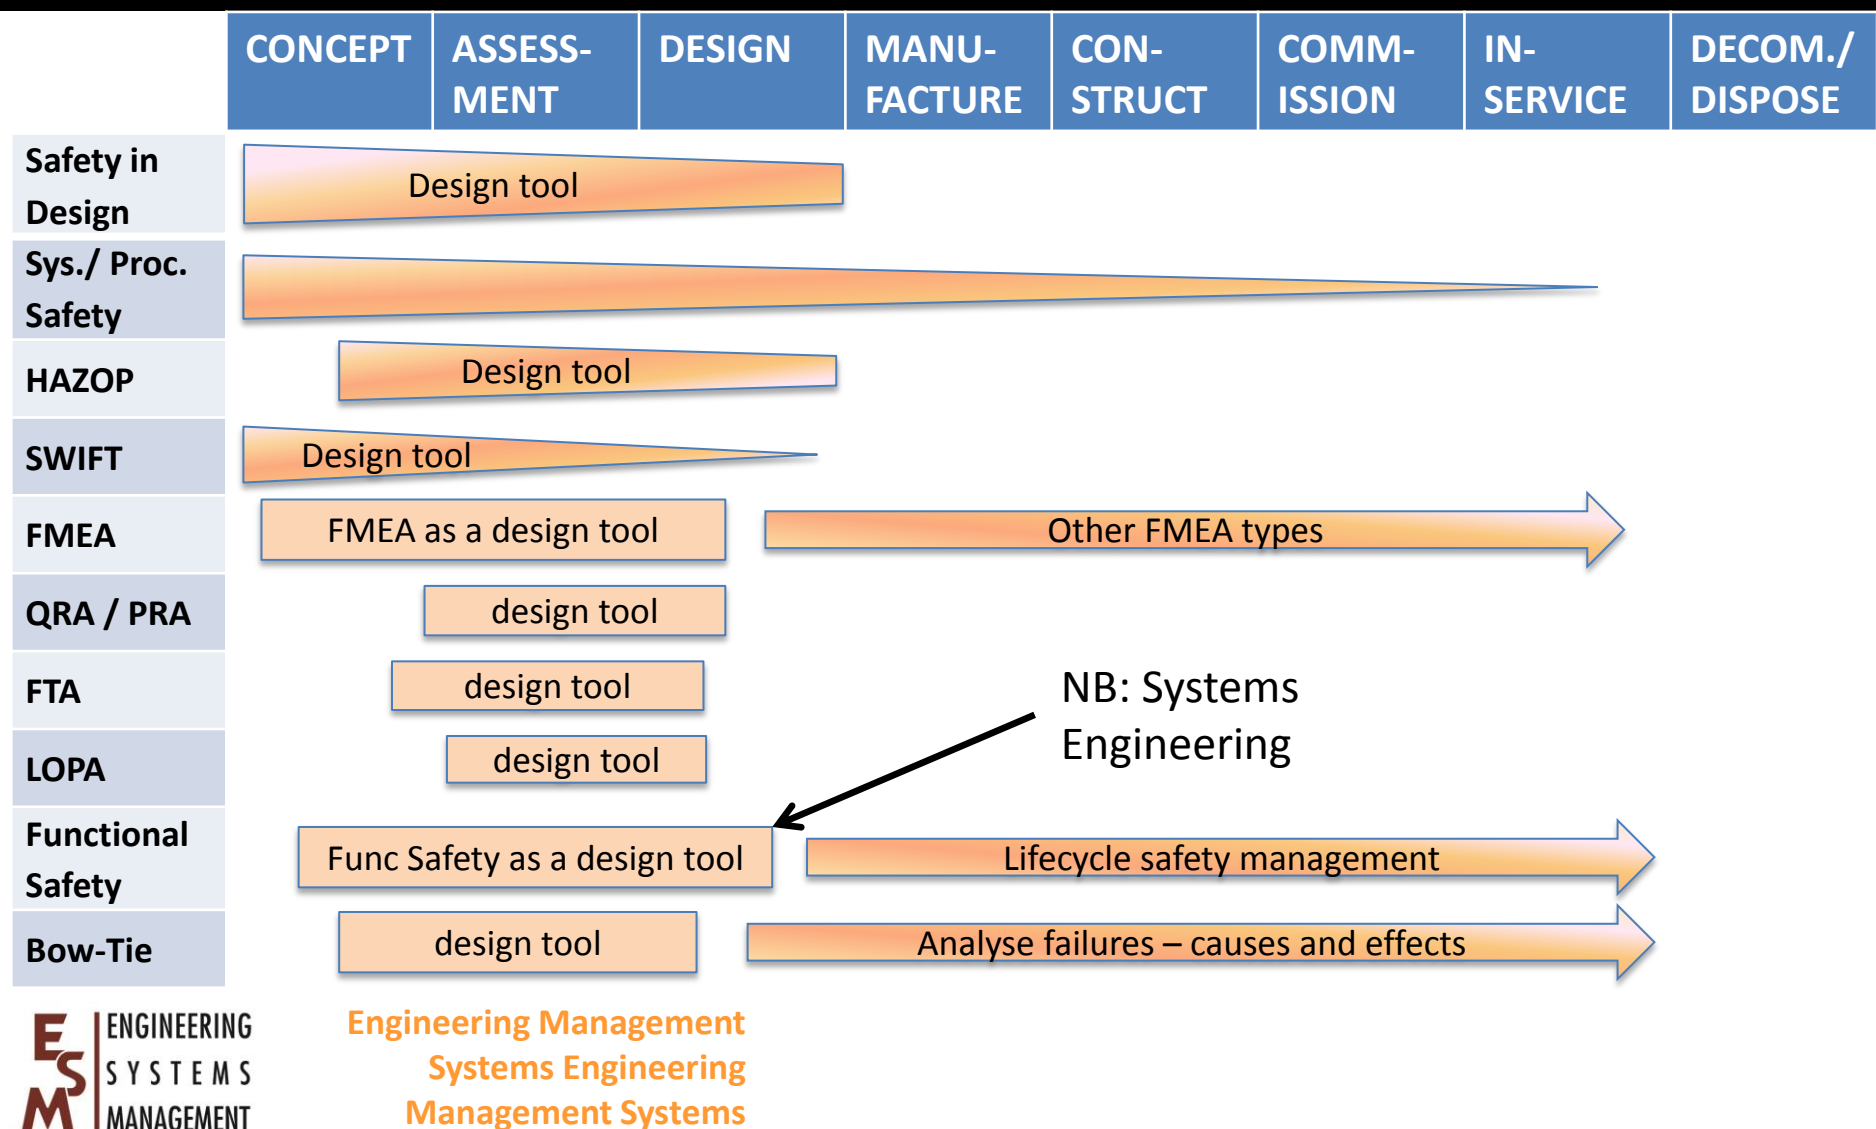 CONCEPT
ASSESS-
MENT
DESIGN
MANU-
FACTURE
CON-
STRUCT
COMM-
ISSION
IN-
SERVICE
DECOM./
DISPOSE
Safety in
Design
Design tool
Sys./ Proc.
Safety
HAZOP
Design tool
SWIFT
Design tool
FMEA
FMEA as a design tool
Other FMEA types
QRA / PRA
design tool
FTA
design tool
NB: Systems
Engineering
LOPA
design tool
Functional
Safety
Func Safety as a design tool
Lifecycle safety management
Bow-Tie
design tool
Analyse failures – causes and effects
ESM
ENGINEERING
SYSTEMS
MANAGEMENT
Engineering Management
Systems Engineering
Management Systems